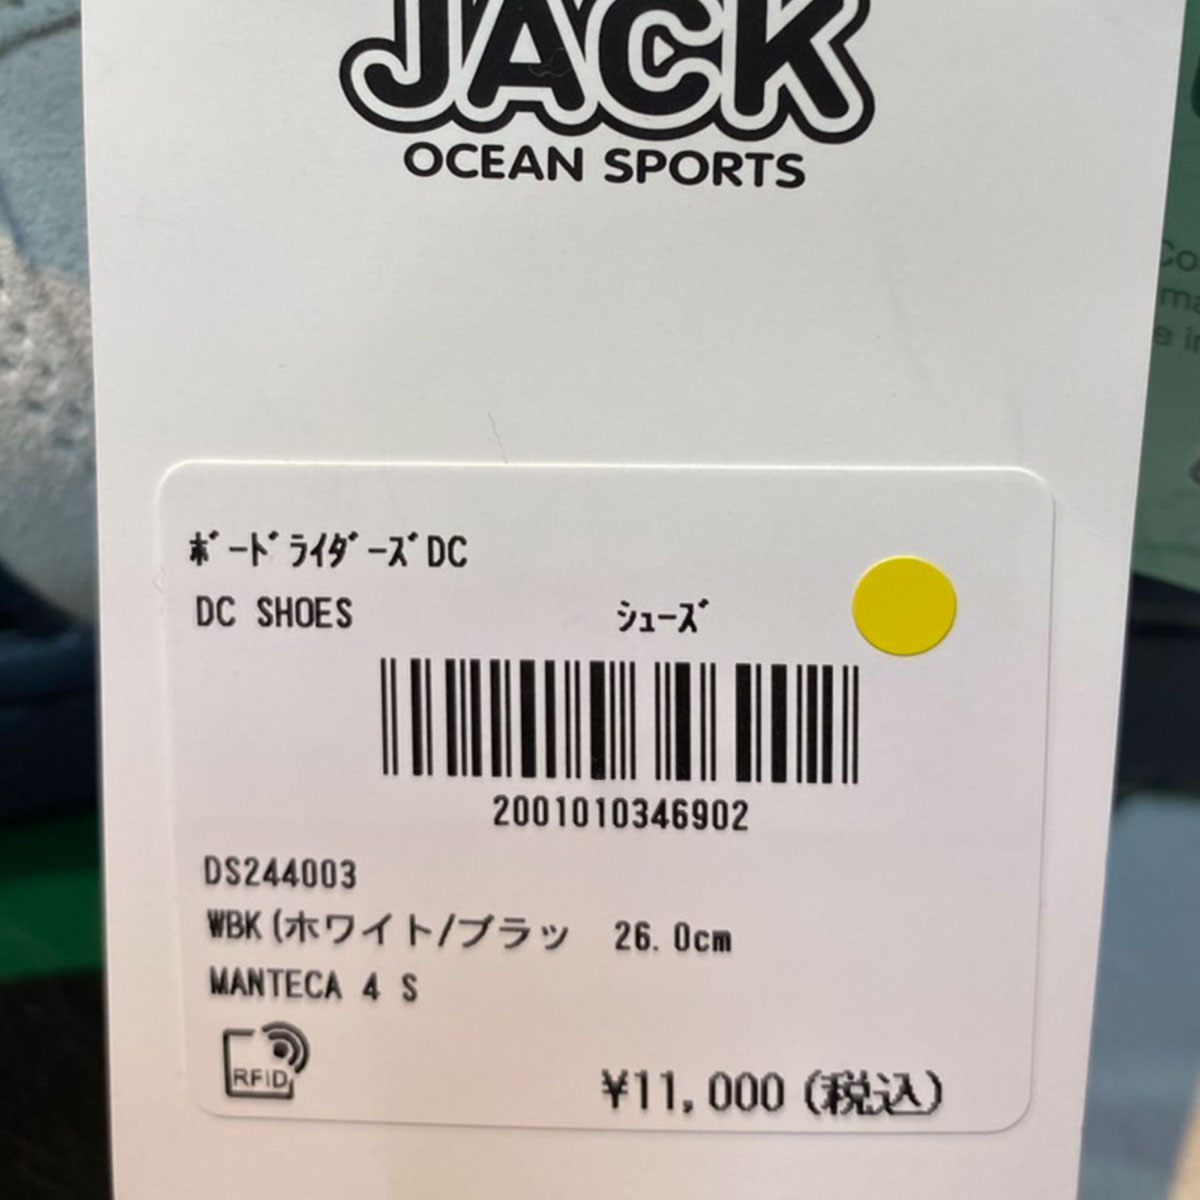 JACK
OCEAN SPORTS
ﾎﾞｰﾄﾞﾗｲﾀﾞｰｽﾞDC
DC SHOES ｼｭｰｽﾞ
2001010346902
DS244003
WBK(ホワイト/ブラッ 26.0cm
MANTECA 4 S
RFID
¥11,000(税込)